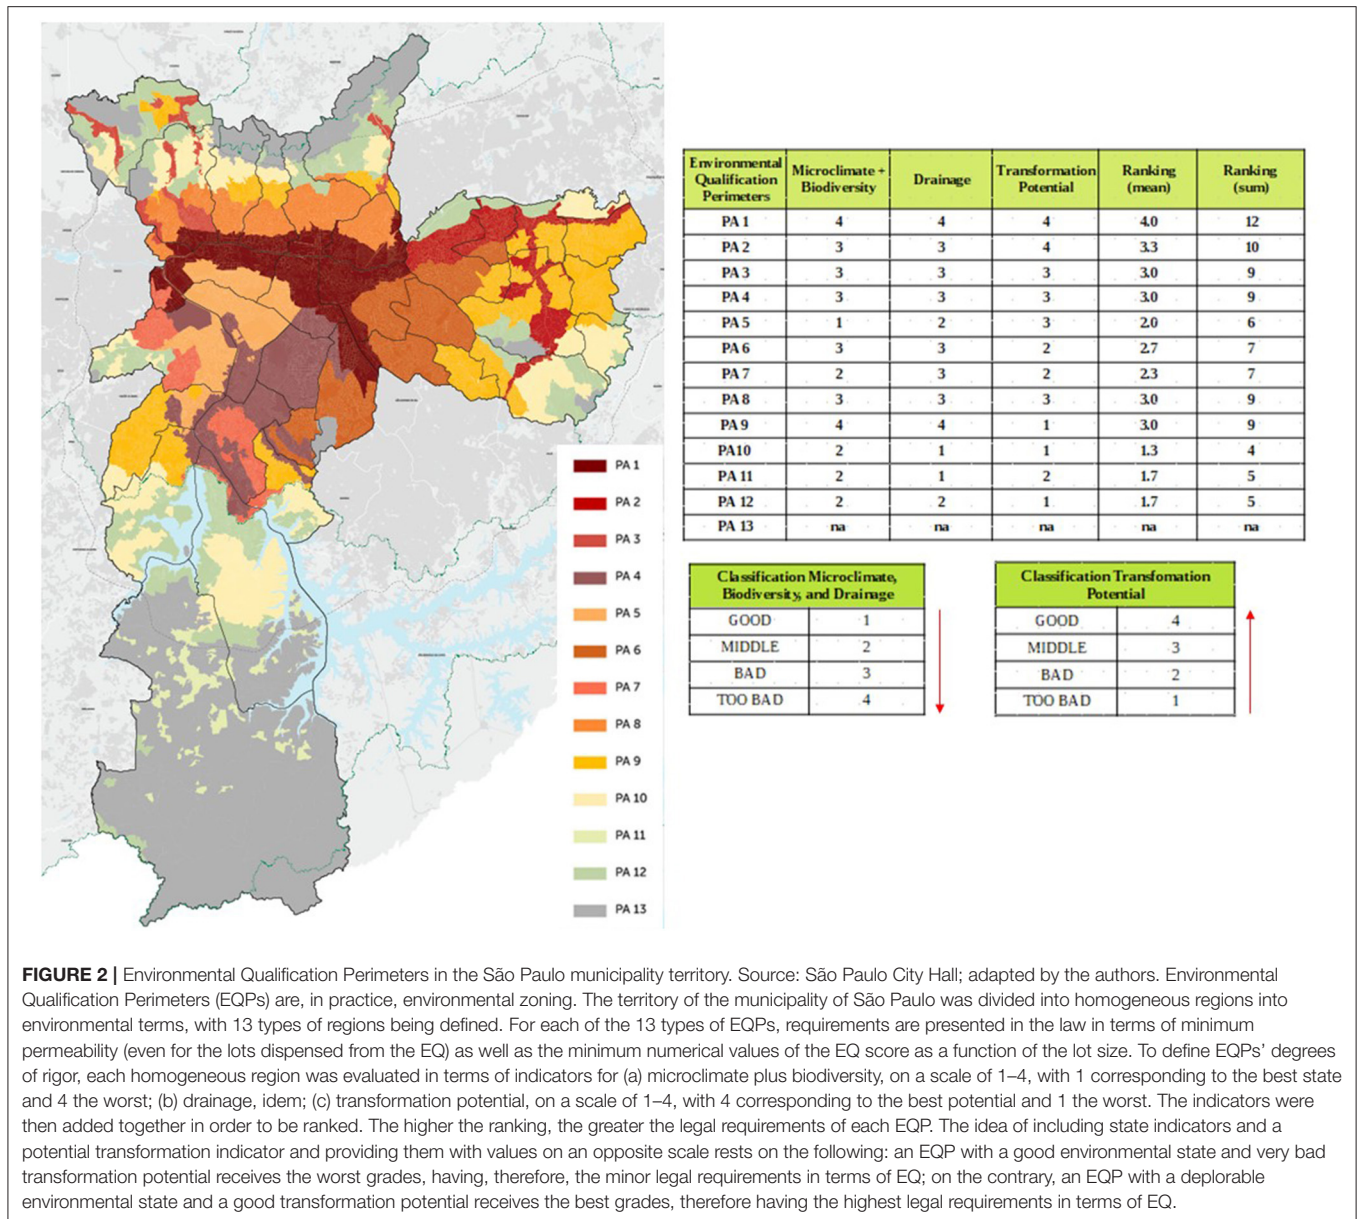 Environmental Qualification Perimeters Microclimate + Biodiversity Drainage Transformation Potential Ranking (mean) Ranking (sum)
PA 1 4 4 4 4.0 12
PA 2 3 3 4 3.3 10
PA 3 3 3 3 3.0 9
PA 4 3 3 3 3.0 9
PA 5 1 2 3 2.0 6
PA 6 3 3 2 2.7 7
PA 7 2 3 2 2.3 7
PA 8 3 3 3 3.0 9
PA 9 4 4 1 3.0 9
PA10 2 1 1 1.3 4
PA 11 2 1 2 1.7 5
PA 12 2 2 1 1.7 5
PA 13 na na na na na
PA 1
PA 2
PA 3
PA 4
PA 5
PA 6
PA 7
PA 8
PA 9
PA 10
PA 11
PA 12
PA 13
Classification Microclimate,
Biodiversity, and Drainage
GOOD 1
MIDDLE 2
BAD 3
TOO BAD 4
Classification Transfomation
Potential
GOOD 4
MIDDLE 3
BAD 2
TOO BAD 1
FIGURE 2 | Environmental Qualification Perimeters in the São Paulo municipality territory. Source: São Paulo City Hall; adapted by the authors. Environmental
Qualification Perimeters (EQPs) are, in practice, environmental zoning. The territory of the municipality of São Paulo was divided into homogeneous regions into
environmental terms, with 13 types of regions being defined. For each of the 13 types of EQPs, requirements are presented in the law in terms of minimum
permeability (even for the lots dispensed from the EQ) as well as the minimum numerical values of the EQ score as a function of the lot size. To define EQPs' degrees
of rigor, each homogeneous region was evaluated in terms of indicators for (a) microclimate plus biodiversity, on a scale of 1–4, with 1 corresponding to the best state
and 4 the worst; (b) drainage, idem; (c) transformation potential, on a scale of 1–4, with 4 corresponding to the best potential and 1 the worst. The indicators were
then added together in order to be ranked. The higher the ranking, the greater the legal requirements of each EQP. The idea of including state indicators and a
potential transformation indicator and providing them with values on an opposite scale rests on the following: an EQP with a good environmental state and very bad
transformation potential receives the worst grades, having, therefore, the minor legal requirements in terms of EQ; on the contrary, an EQP with a deplorable
environmental state and a good transformation potential receives the best grades, therefore having the highest legal requirements in terms of EQ.